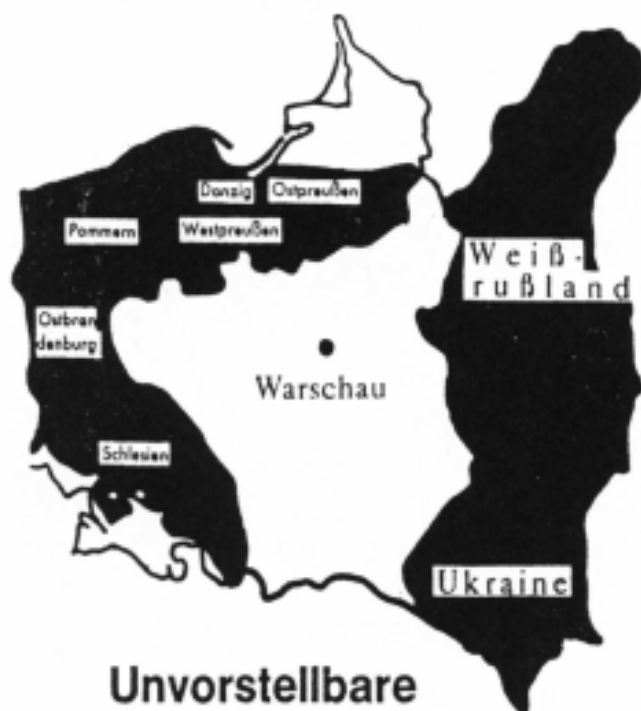 Danzig
Ostpreußen
Pommern
Westpreußen
Weiß-
rußland
Ostbran
denburg
Warschau
Schlesien
Ukraine
Unvorstellbare